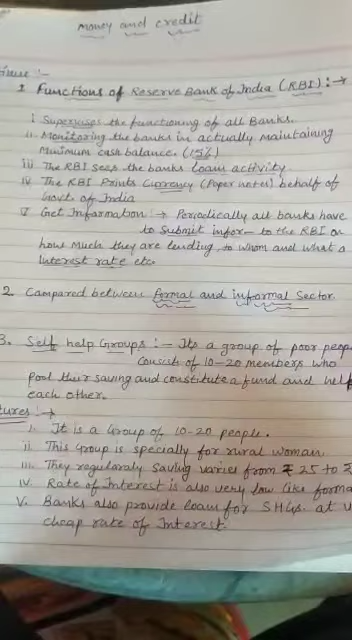 money and credit
1 Functions of Reserve Bank of India (RBI):→
i Supervises the functioning of all Banks.
ii. Monitoring the banks in actually maintaining
Minimum cash balance. (15%)
iii The RBI sees the banks loan activity
iv The RBI Prints Currency (Paper notes) behalf of
Govt. of India
V Get Information :→ Periodically all banks have
to submit infor- to the RBI on
how Much they are lending, to whom and what a
Interest rate etc.
2. Compared between formal and informal Sector.
3. Self help Groups :- Its a group of poor peop
Consists of 10-20 members who
Pool their saving and constitute a fund and hel
each other.
tures :→
i. It is a Group of 10-20 people.
ii. This Group is specially for rural woman.
iii. They regularaly Saving varies from ₹ 25 to ₹
iv. Rate of Interest is also very low like forma
V. Banks also provide loan for SHGs. at v
cheap rate of Interest.